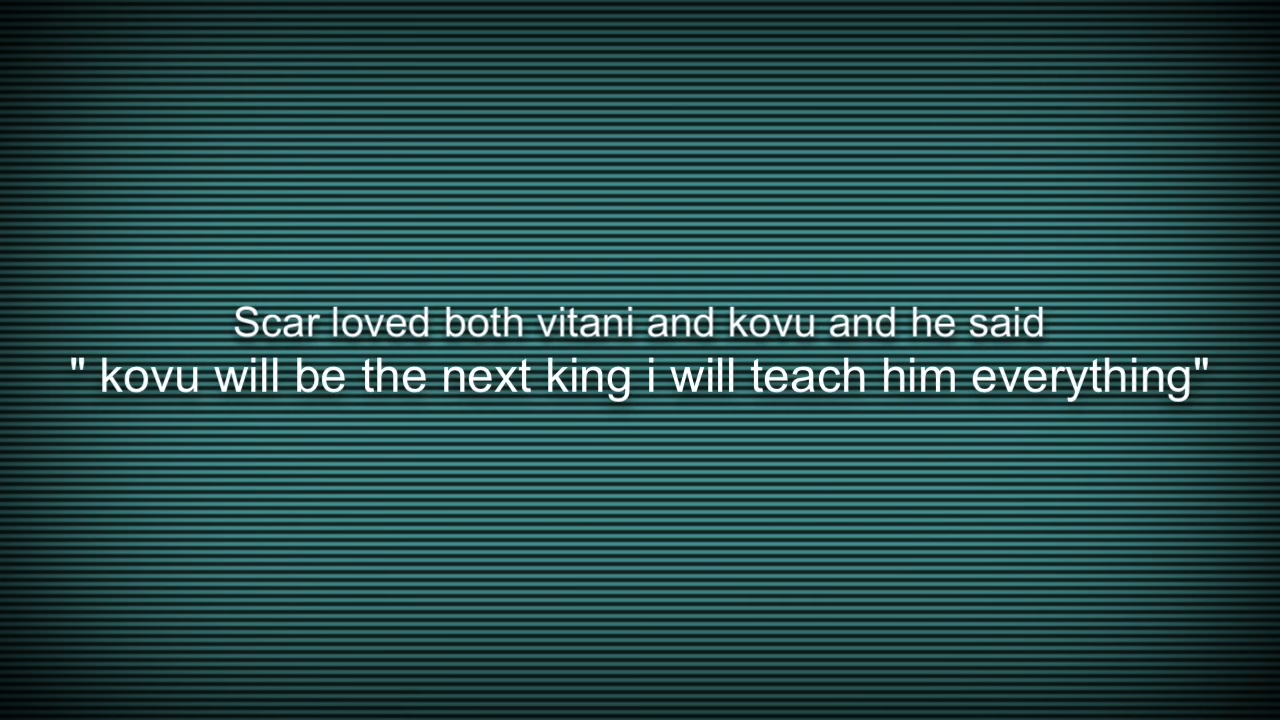 Scar loved both vitani and kovu and he said
" kovu will be the next king i will teach him everything"